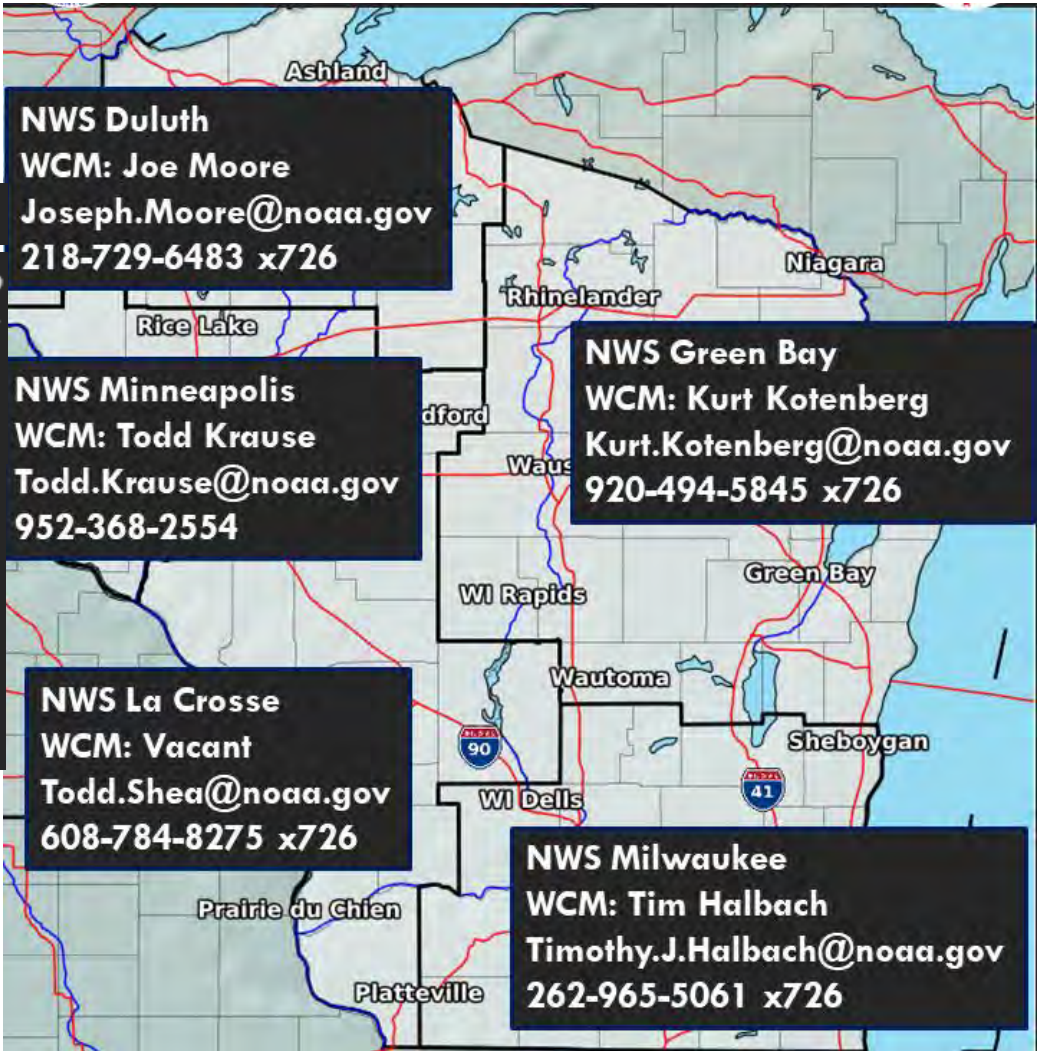 Ashland
NWS Duluth
WCM: Joe Moore
Joseph.Moore@noaa.gov
218-729-6483 x726
Niagara
Rhinelander
Rice Lake
NWS Green Bay
WCM: Kurt Kotenberg
Kurt.Kotenberg@noaa.gov
920-494-5845 x726
NWS Minneapolis
WCM: Todd Krause
Todd.Krause@noaa.gov
952-368-2554
dford
Waus
Green Bay
WI Rapids
Wautoma
NWS La Crosse
WCM: Vacant
Todd.Shea@noaa.gov
608-784-8275 x726
90
Sheboygan
41
WI Dells
NWS Milwaukee
WCM: Tim Halbach
Timothy.J.Halbach@noaa.gov
262-965-5061 x726
Prairie du Chien
Platteville